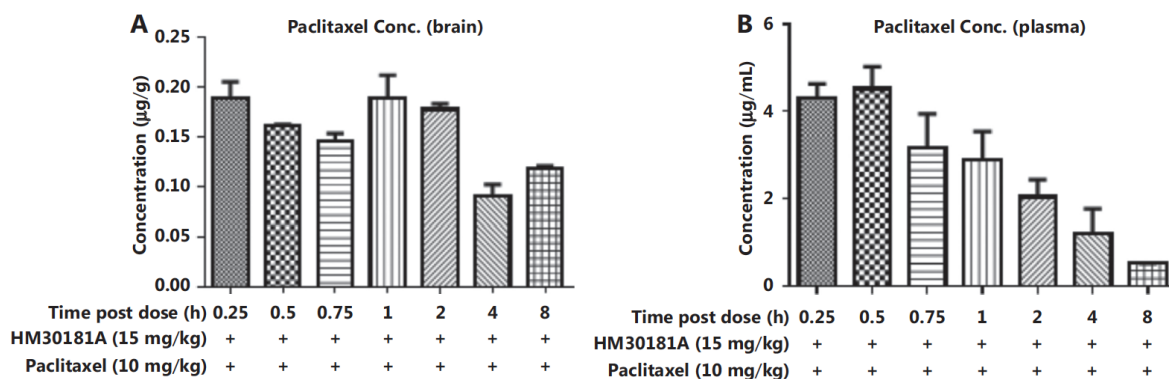 A
Paclitaxel Conc. (brain)
Concentration (µg/g)
0.25
0.20
0.15
0.10
0.05
0.00
Time post dose (h) 0.25 0.5 0.75 1 2 4 8
HM30181A (15 mg/kg) + + + + + + +
Paclitaxel (10 mg/kg) + + + + + + +
B
Paclitaxel Conc. (plasma)
Concentration (µg/mL)
6
4
2
0
Time post dose (h) 0.25 0.5 0.75 1 2 4 8
HM30181A (15 mg/kg) + + + + + + +
Paclitaxel (10 mg/kg) + + + + + + +